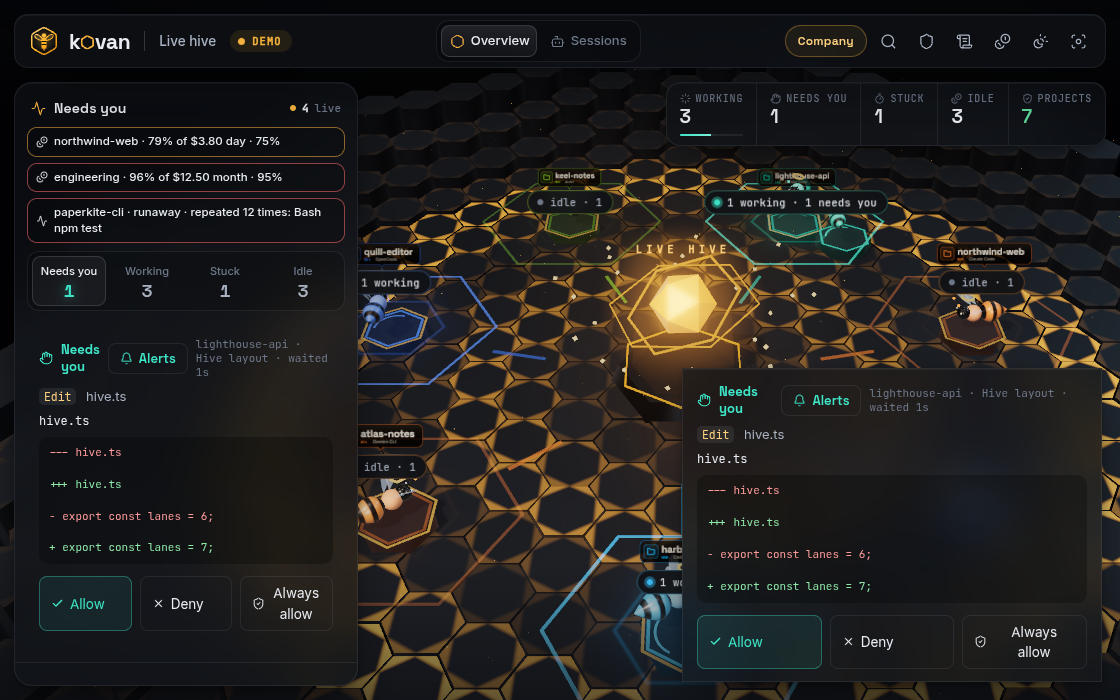 kovan
Live hive
DEMO
Overview
Sessions
Company
Needs you
4 live
northwind-web · 79% of $3.80 day · 75%
engineering · 96% of $12.50 month · 95%
paperkite-cli · runaway · repeated 12 times: Bash
npm test
Needs you
Working
Stuck
Idle
1
3
1
3
Needs
you
Alerts
lighthouse-api ·
Hive layout · waited
1s
Edit hive.ts
hive.ts
--- hive.ts
+++ hive.ts
- export const lanes = 6;
+ export const lanes = 7;
Allow
Deny
Always
allow
WORKING
3
NEEDS YOU
1
STUCK
1
IDLE
3
PROJECTS
7
keel-notes
idle · 1
lighthouse-api
1 working · 1 needs you
LIVE HIVE
quill-editor
1 working
northwind-web
idle · 1
atlas-notes
idle · 1
harb
1 wo
Needs
you
Alerts
lighthouse-api · Hive layout ·
waited 1s
Edit hive.ts
hive.ts
--- hive.ts
+++ hive.ts
- export const lanes = 6;
+ export const lanes = 7;
Allow
Deny
Always
allow